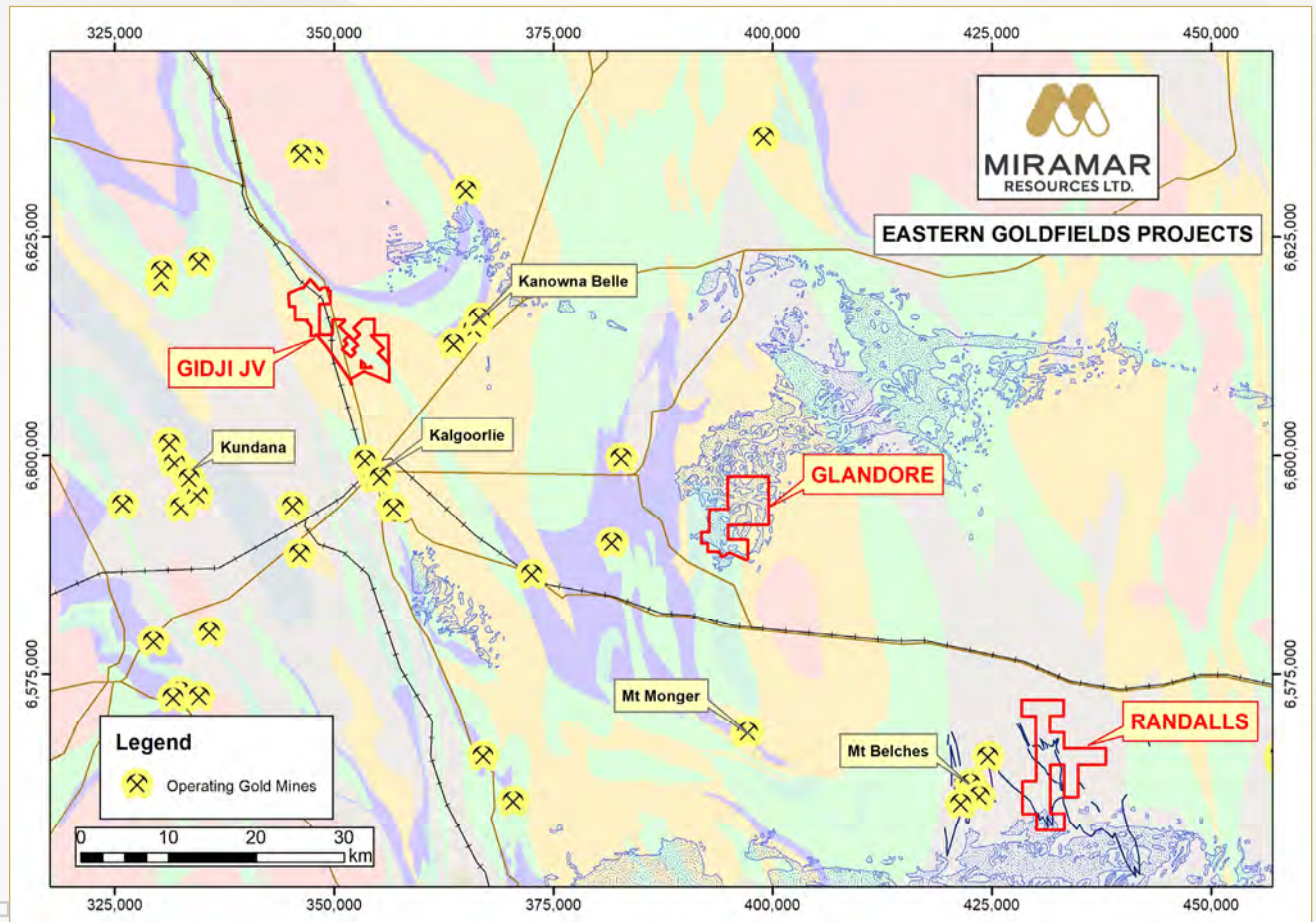 325,000
350,000
375,000
400,000
425,000
450,000
MIRAMAR
RESOURCES LTD.
EASTERN GOLDFIELDS PROJECTS
6,625,000
6,625,000
Kanowna Belle
GIDJI JV
Kundana
Kalgoorlie
GLANDORE
6,600,000
6,600,000
6,575,000
6,575,000
Mt Monger
RANDALLS
Mt Belches
Legend
Operating Gold Mines
0
10
20
30
km
325,000
350,000
375,000
400,000
425,000
450,000